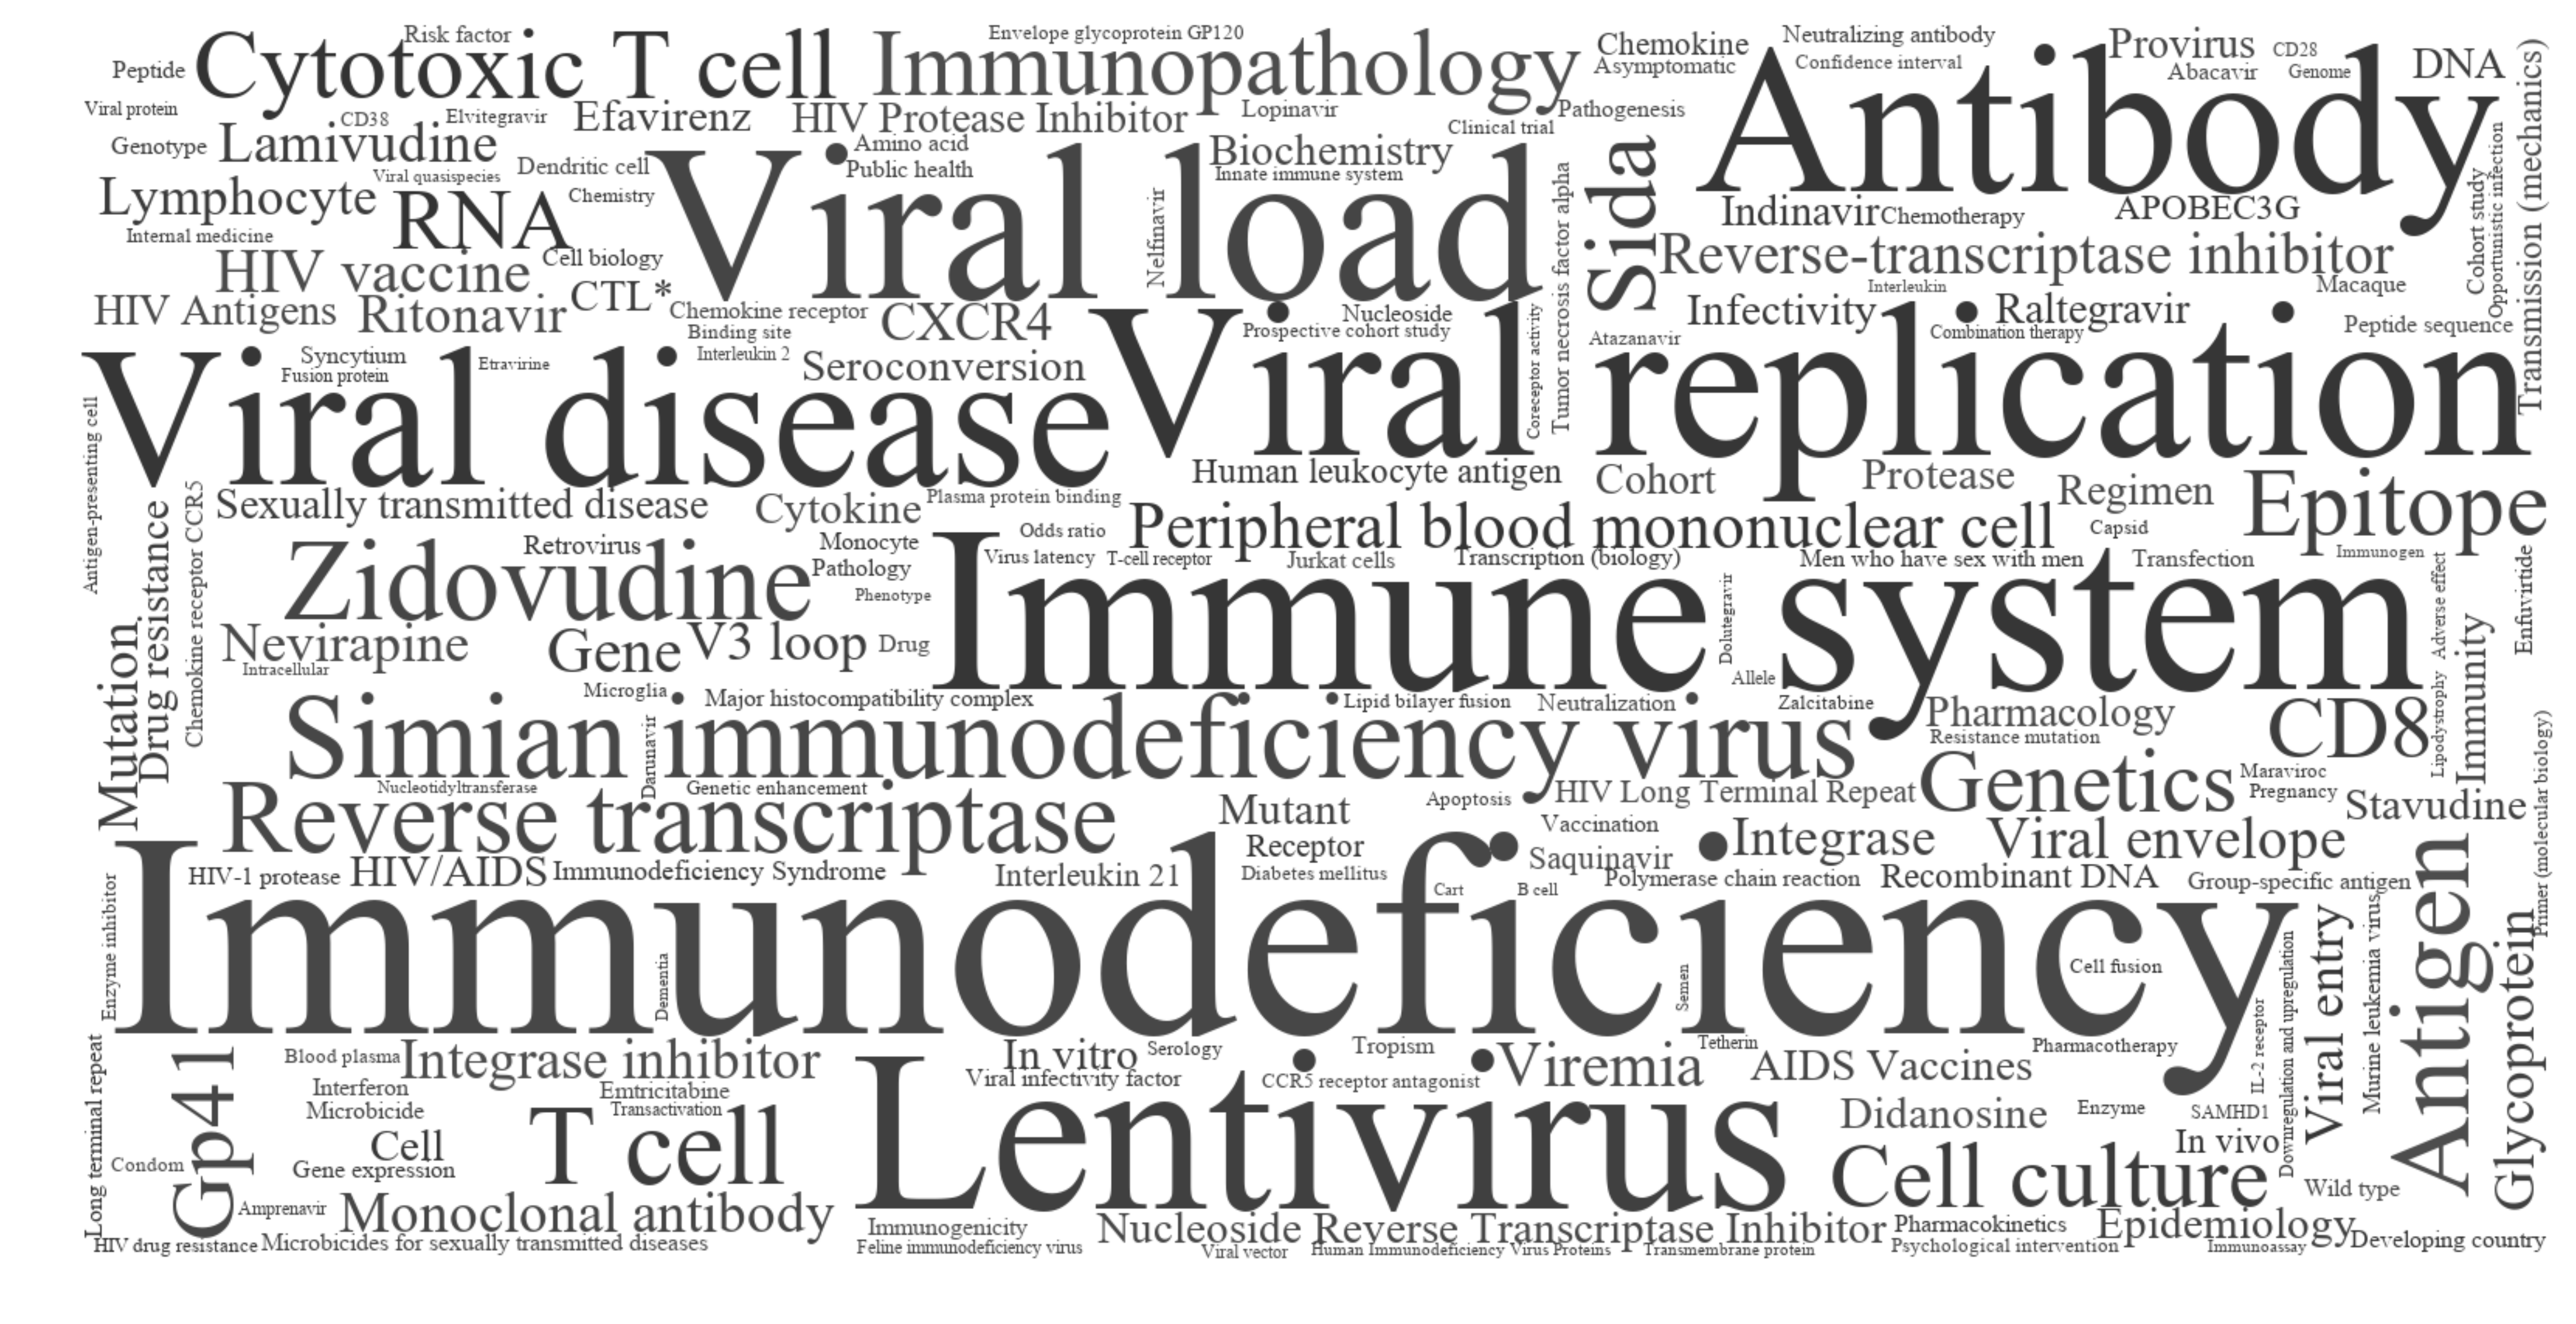 Risk factor
Envelope glycoprotein GP120
Neutralizing antibody
Chemokine
Provirus
CD28
Peptide
Cytotoxic T cell
Immunopathology
Asymptomatic
Confidence interval
Abacavir
Genome
DNA
Viral protein
CD38
Elvitegravir
Efavirenz
HIV Protease Inhibitor
Lopinavir
Pathogenesis
Antibody
Transmission (mechanics)
Genotype
Lamivudine
Amino acid
Clinical trial
Dendritic cell
Public health
Biochemistry
Viral quasispecies
Innate immune system
Lymphocyte
RNA
Chemistry
Viral load
Nelfinavir
Tumor necrosis factor alpha
Sida
Indinavir
Chemotherapy
APOBEC3G
Cohort study
Opportunistic infection
Internal medicine
Cell biology
Reverse-transcriptase inhibitor
HIV vaccine
CTL*
Interleukin
Macaque
HIV Antigens
Ritonavir
Chemokine receptor
CXCR4
Nucleoside
Infectivity
Raltegravir
Binding site
Prospective cohort study
Coreceptor activity
Atazanavir
Combination therapy
Peptide sequence
Syncytium
Etravirine
Interleukin 2
Seroconversion
Fusion protein
Viral disease
Viral replication
Antigen-presenting cell
Human leukocyte antigen
Cohort
Protease
Regimen
Epitope
Drug resistance
Chemokine receptor CCR5
Sexually transmitted disease
Cytokine
Plasma protein binding
Peripheral blood mononuclear cell
Capsid
Odds ratio
Retrovirus
Monocyte
Virus latency
T-cell receptor
Jurkat cells
Transcription (biology)
Men who have sex with men
Transfection
Immunogen
Zidovudine
Pathology
Phenotype
Immune system
Dolutegravir
Adverse effect
Enfuvirtide
Mutation
Nevirapine
Gene
V3 loop
Drug
Intracellular
Allele
Immunity
Microglia
Major histocompatibility complex
Lipid bilayer fusion
Neutralization
Zalcitabine
Pharmacology
CD8
Lipodystrophy
Simian immunodeficiency virus
Darunavir
Resistance mutation
Primer (molecular biology)
Nucleotidyltransferase
Genetic enhancement
HIV Long Terminal Repeat
Genetics
Maraviroc
Pregnancy
Reverse transcriptase
Mutant
Apoptosis
Stavudine
Vaccination
Receptor
Integrase
Viral envelope
Saquinavir
HIV-1 protease
HIV/AIDS
Immunodeficiency Syndrome
Interleukin 21
Diabetes mellitus
Cart
B cell
Polymerase chain reaction
Recombinant DNA
Group-specific antigen
Enzyme inhibitor
Immunodeficiency
Dementia
Semen
Cell fusion
IL-2 receptor
Downregulation and upregulation
Viral entry
Murine leukemia virus
Antigen
Glycoprotein
Long terminal repeat
Gp41
Blood plasma
Integrase inhibitor
In vitro
Serology
Tropism
Tetherin
Pharmacotherapy
Viremia
AIDS Vaccines
Interferon
Emtricitabine
Viral infectivity factor
CCR5 receptor antagonist
Microbicide
Transactivation
Didanosine
Enzyme
SAMHD1
Cell
T cell
Lentivirus
In vivo
Condom
Gene expression
Cell culture
Wild type
Amprenavir
Monoclonal antibody
Immunogenicity
Nucleoside Reverse Transcriptase Inhibitor
Pharmacokinetics
Epidemiology
HIV drug resistance
Microbicides for sexually transmitted diseases
Feline immunodeficiency virus
Viral vector
Human Immunodeficiency Virus Proteins
Transmembrane protein
Psychological intervention
Immunoassay
Developing country